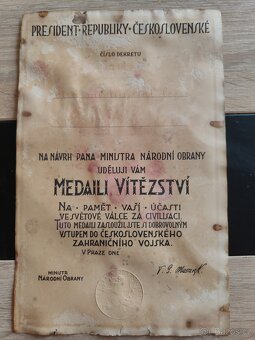 PRESIDENT·REPUBLIKY·ČESKOSLOVENSKÉ
ČÍSLO DEKRETU
NA NÁVRH PANA MINISTRA NÁRODNÍ OBRANY
UDĚLUJI VÁM
MEDAILI VÍTĚZSTVÍ
NA·PAMĚT·VAŠÍ·ÚČASTI
VE SVĚTOVÉ VÁLCE ZA CIVILISACI.
TUTO MEDAILI ZASLOUŽIL JSTE SI DOBROVOLNÝM
VSTUPEM DO ČESKOSLOVENSKÉHO
ZAHRANIČNÍHO VOJSKA.
V PRAZE DNE
MINISTR
NÁRODNÍ OBRANY